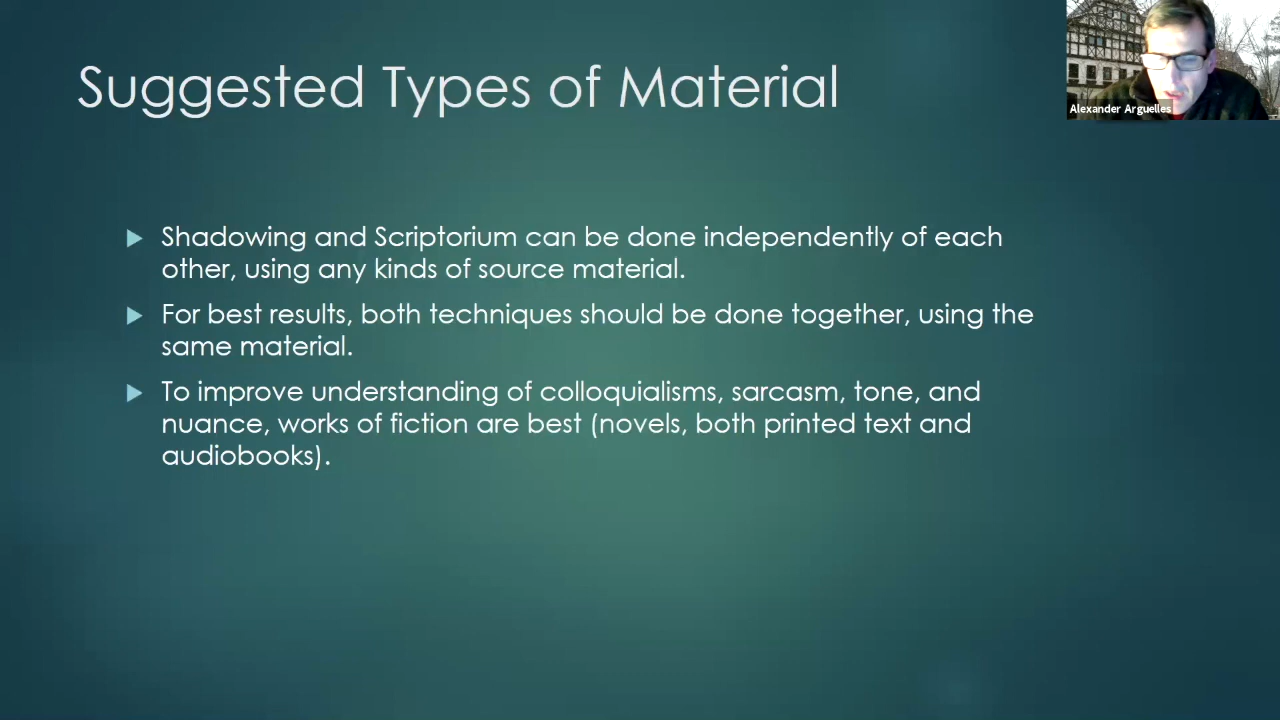 Suggested Types of Material
Alexander Arguelles
Shadowing and Scriptorium can be done independently of each
other, using any kinds of source material.
For best results, both techniques should be done together, using the
same material.
To improve understanding of colloquialisms, sarcasm, tone, and
nuance, works of fiction are best (novels, both printed text and
audiobooks).